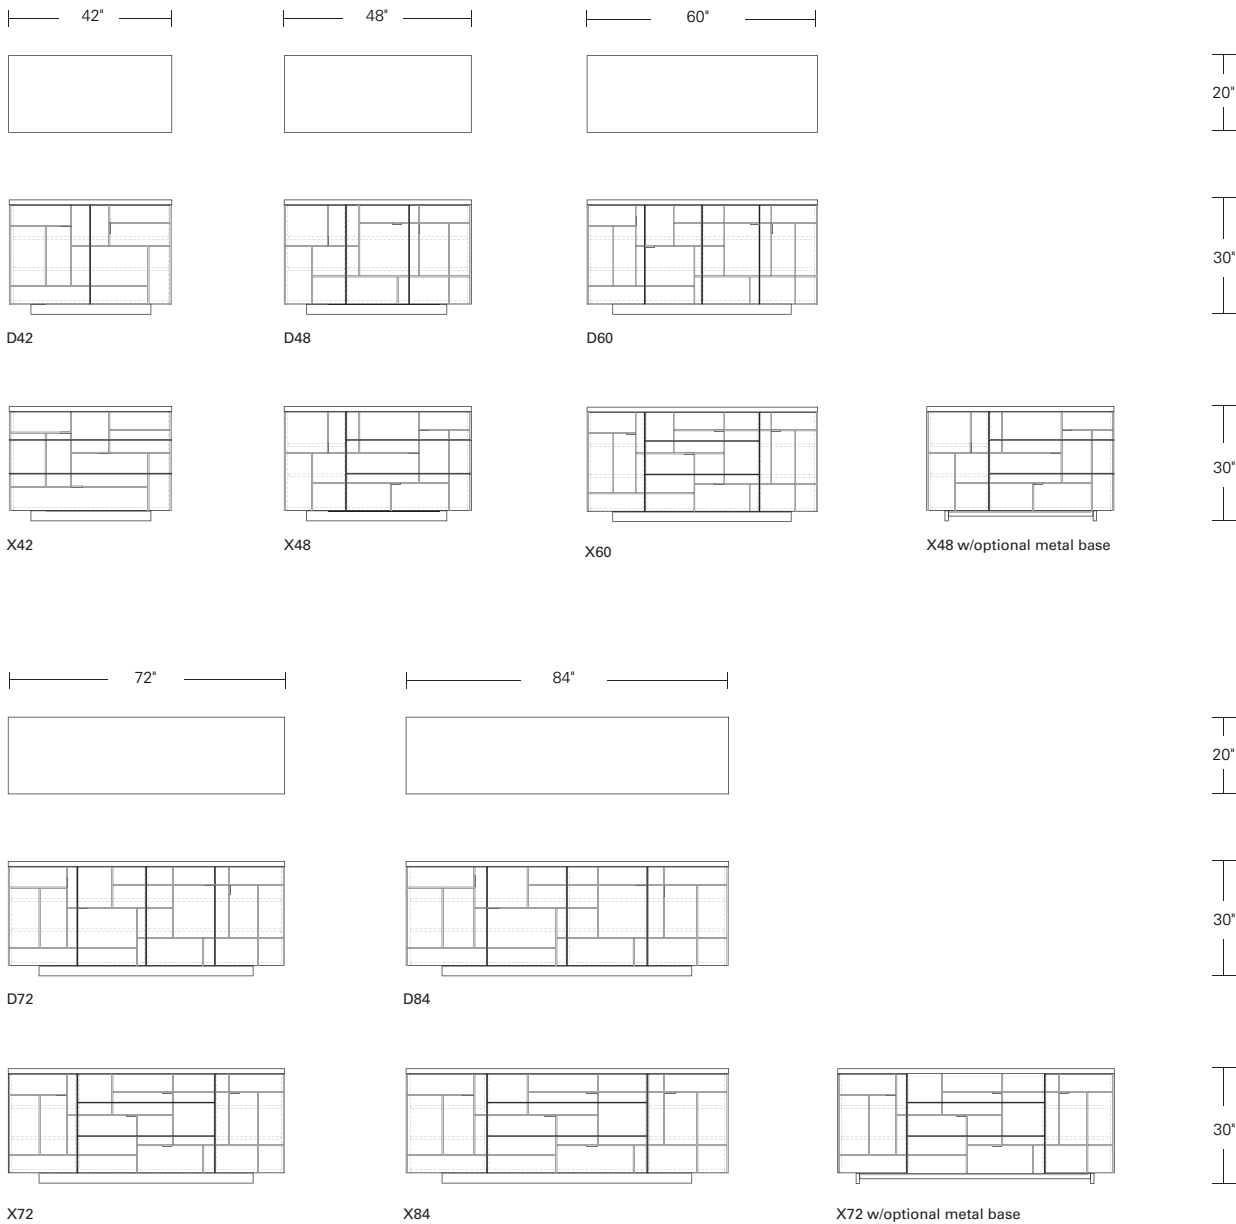 42"
48"
60"
20"
30"
D42
D48
D60
30"
X42
X48
X60
X48 w/optional metal base
72"
84"
20"
30"
D72
D84
30"
X72
X84
X72 w/optional metal base